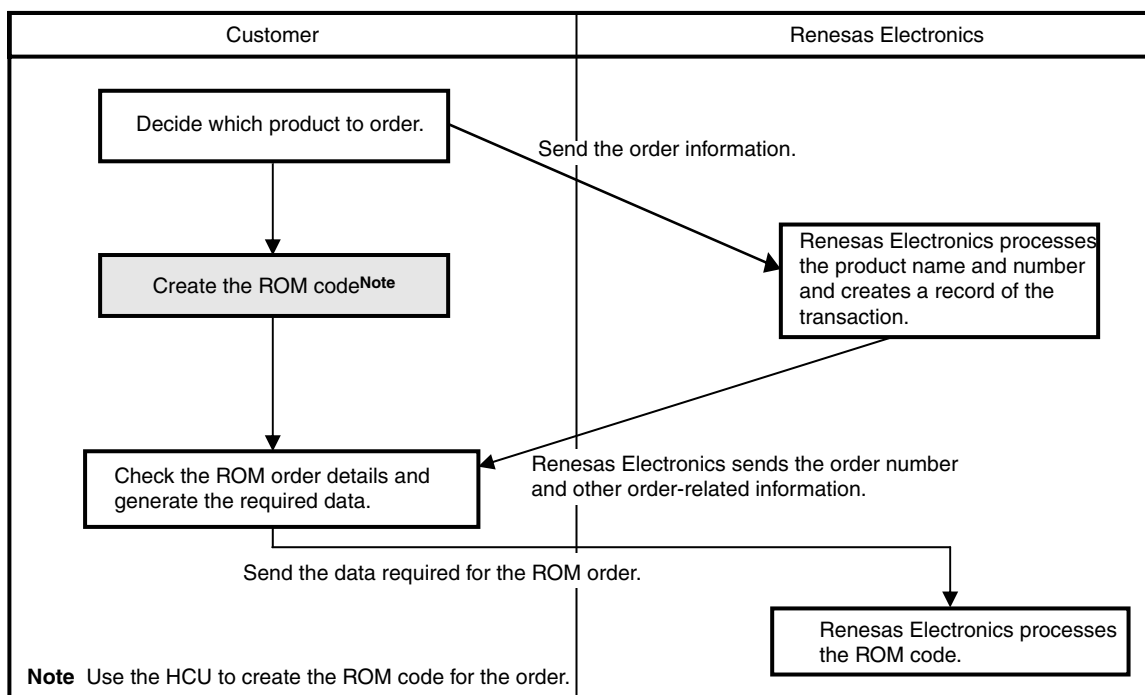 Customer
Renesas Electronics
Decide which product to order.
Send the order information.
Renesas Electronics processes
the product name and number
and creates a record of the
transaction.
Create the ROM codeNote
Check the ROM order details and
generate the required data.
Renesas Electronics sends the order number
and other order-related information.
Send the data required for the ROM order.
Renesas Electronics processes
the ROM code.
Note Use the HCU to create the ROM code for the order.